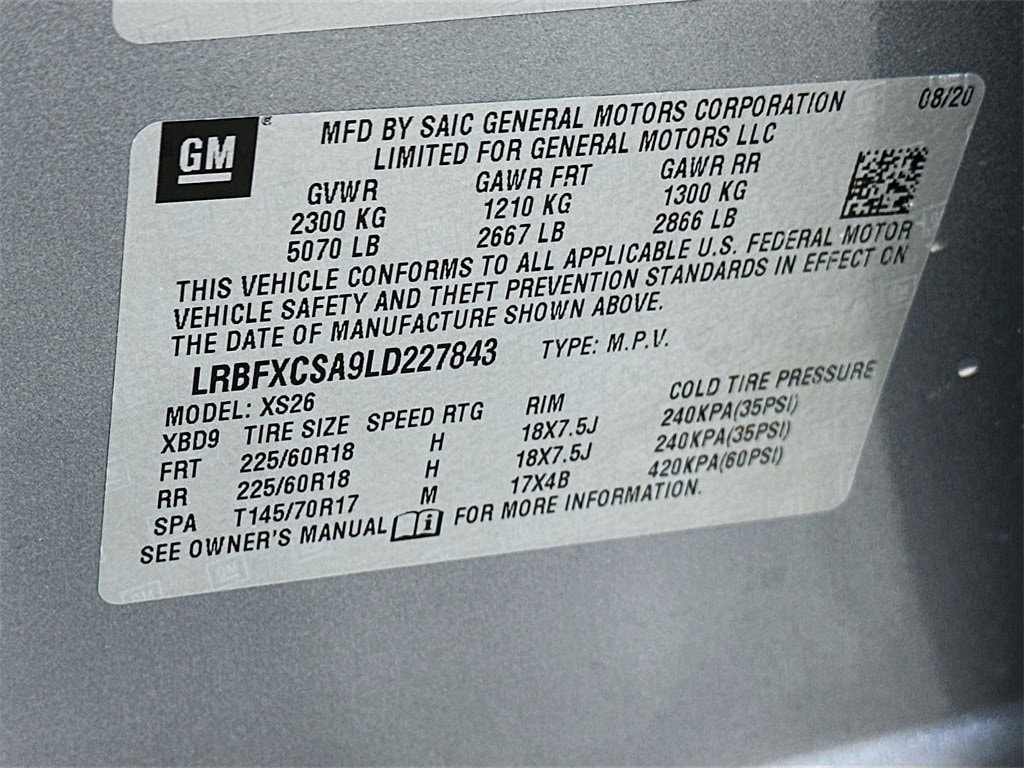 GM ®
MFD BY SAIC GENERAL MOTORS CORPORATION 08/20
LIMITED FOR GENERAL MOTORS LLC
GVWR GAWR FRT GAWR RR
2300 KG 1210 KG 1300 KG
5070 LB 2667 LB 2866 LB
THIS VEHICLE CONFORMS TO ALL APPLICABLE U.S. FEDERAL MOTOR
VEHICLE SAFETY AND THEFT PREVENTION STANDARDS IN EFFECT ON
THE DATE OF MANUFACTURE SHOWN ABOVE.
LRBFXCSA9LD227843 TYPE: M.P.V.
MODEL: XS26
XBD9 TIRE SIZE SPEED RTG RIM COLD TIRE PRESSURE
FRT 225/60R18 H 18X7.5J 240KPA(35PSI)
RR 225/60R18 H 18X7.5J 240KPA(35PSI)
SPA T145/70R17 M 17X4B 420KPA(60PSI)
SEE OWNER'S MANUAL FOR MORE INFORMATION.